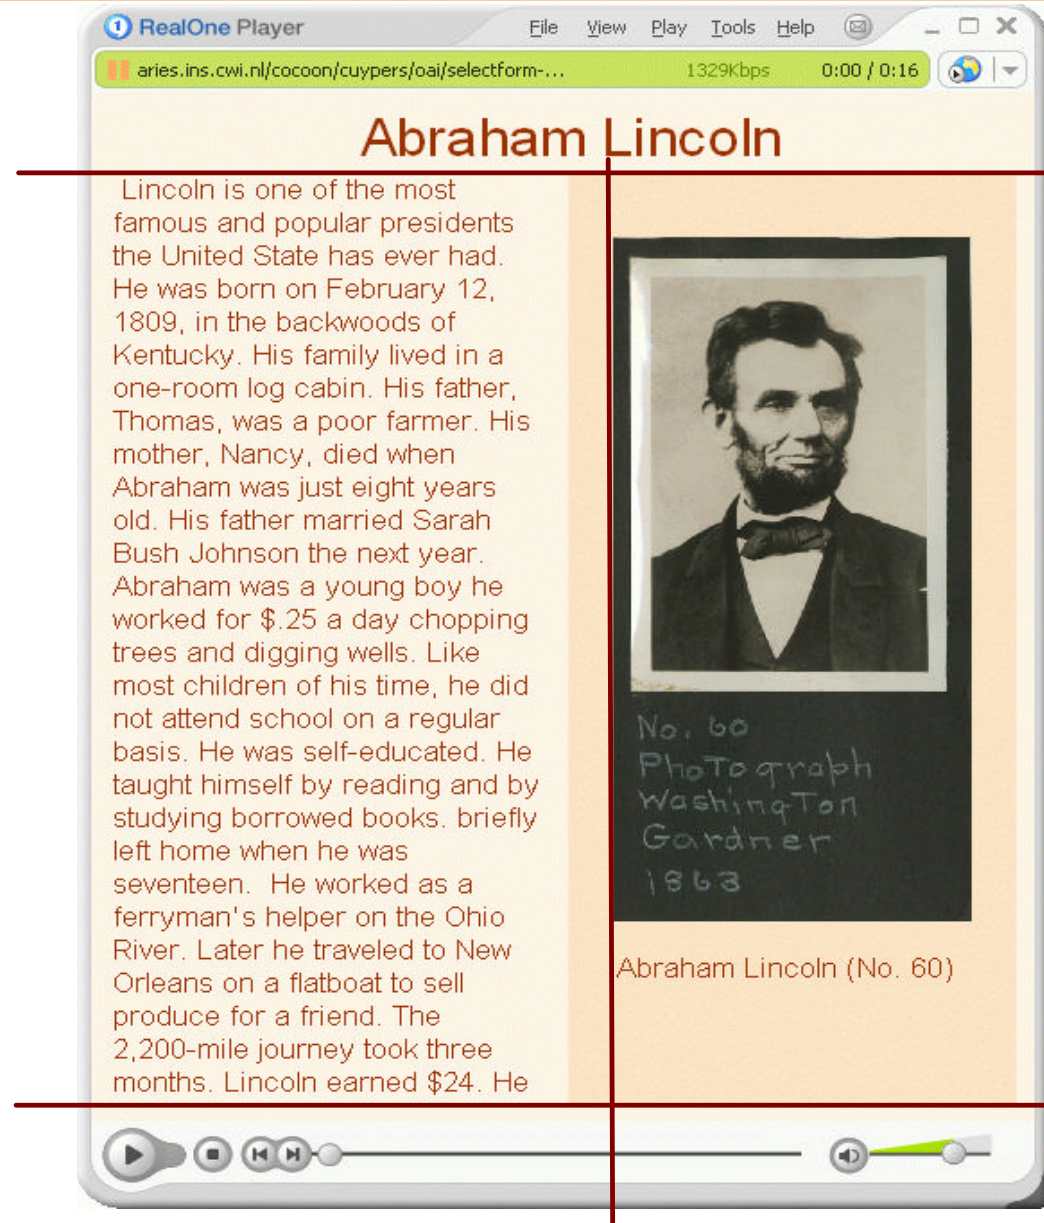 RealOne Player File View Play Tools Help
aries.ins.cwi.nl/cocoon/cuypers/oai/selectform-... 1329Kbps 0:00 / 0:16
Abraham Lincoln
Lincoln is one of the most
famous and popular presidents
the United State has ever had.
He was born on February 12,
1809, in the backwoods of
Kentucky. His family lived in a
one-room log cabin. His father,
Thomas, was a poor farmer. His
mother, Nancy, died when
Abraham was just eight years
old. His father married Sarah
Bush Johnson the next year.
Abraham was a young boy he
worked for $.25 a day chopping
trees and digging wells. Like
most children of his time, he did
not attend school on a regular
basis. He was self-educated. He
taught himself by reading and by
studying borrowed books. briefly
left home when he was
seventeen.  He worked as a
ferryman's helper on the Ohio
River. Later he traveled to New
Orleans on a flatboat to sell
produce for a friend. The
2,200-mile journey took three
months. Lincoln earned $24. He
No. 60
PhoTograph
WashingTon
Gardner
1863
Abraham Lincoln (No. 60)